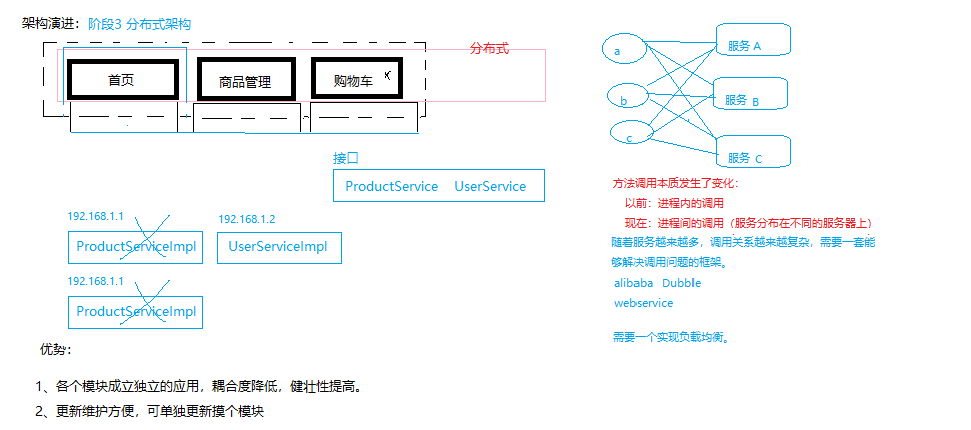 架构演进：阶段3 分布式架构
分布式
首页
商品管理
购物车
接口
ProductService UserService
192.168.1.1
192.168.1.2
ProductServiceImpl
UserServiceImpl
192.168.1.1
ProductServiceImpl
优势：
1、各个模块成立独立的应用，耦合度降低，健壮性提高。
2、更新维护方便，可单独更新摸个模块
a
b
c
服务 A
服务 B
服务 C
方法调用本质发生了变化：
以前：进程内的调用
现在：进程间的调用（服务分布在不同的服务器上）
随着服务越来越多，调用关系越来越复杂，需要一套能
够解决调用问题的框架。
alibaba Dubble
webservice
需要一个实现负载均衡。